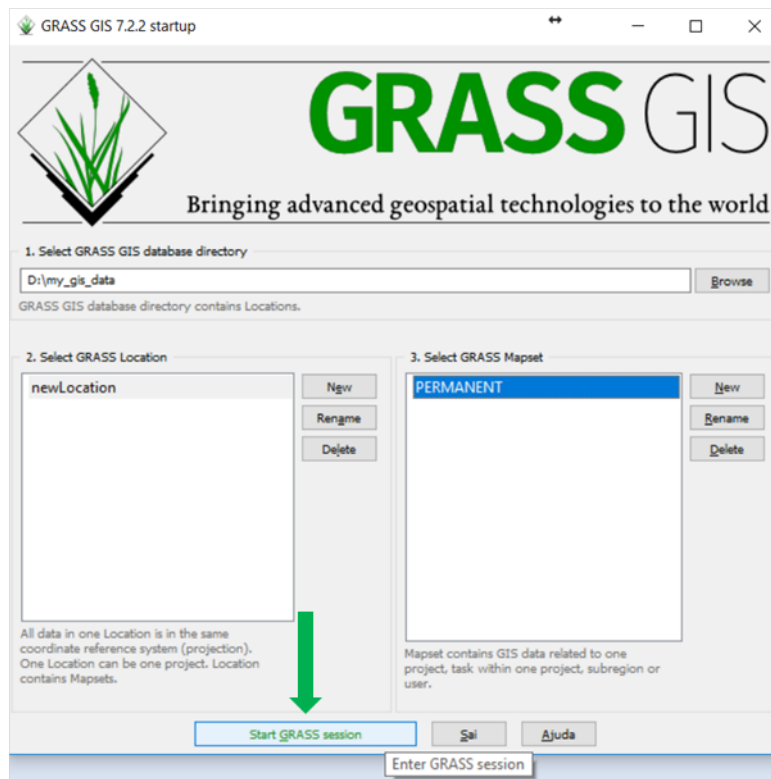 GRASS GIS 7.2.2 startup
GRASS GIS
Bringing advanced geospatial technologies to the world
1. Select GRASS GIS database directory
D:\my_gis_data
Browse
GRASS GIS database directory contains Locations.
2. Select GRASS Location
newLocation
New
Rename
Delete
All data in one Location is in the same
coordinate reference system (projection).
One Location can be one project. Location
contains Mapsets.
3. Select GRASS Mapset
PERMANENT
New
Rename
Delete
Mapset contains GIS data related to one
project, task within one project, subregion or
user.
Start GRASS session
Sai
Ajuda
Enter GRASS session